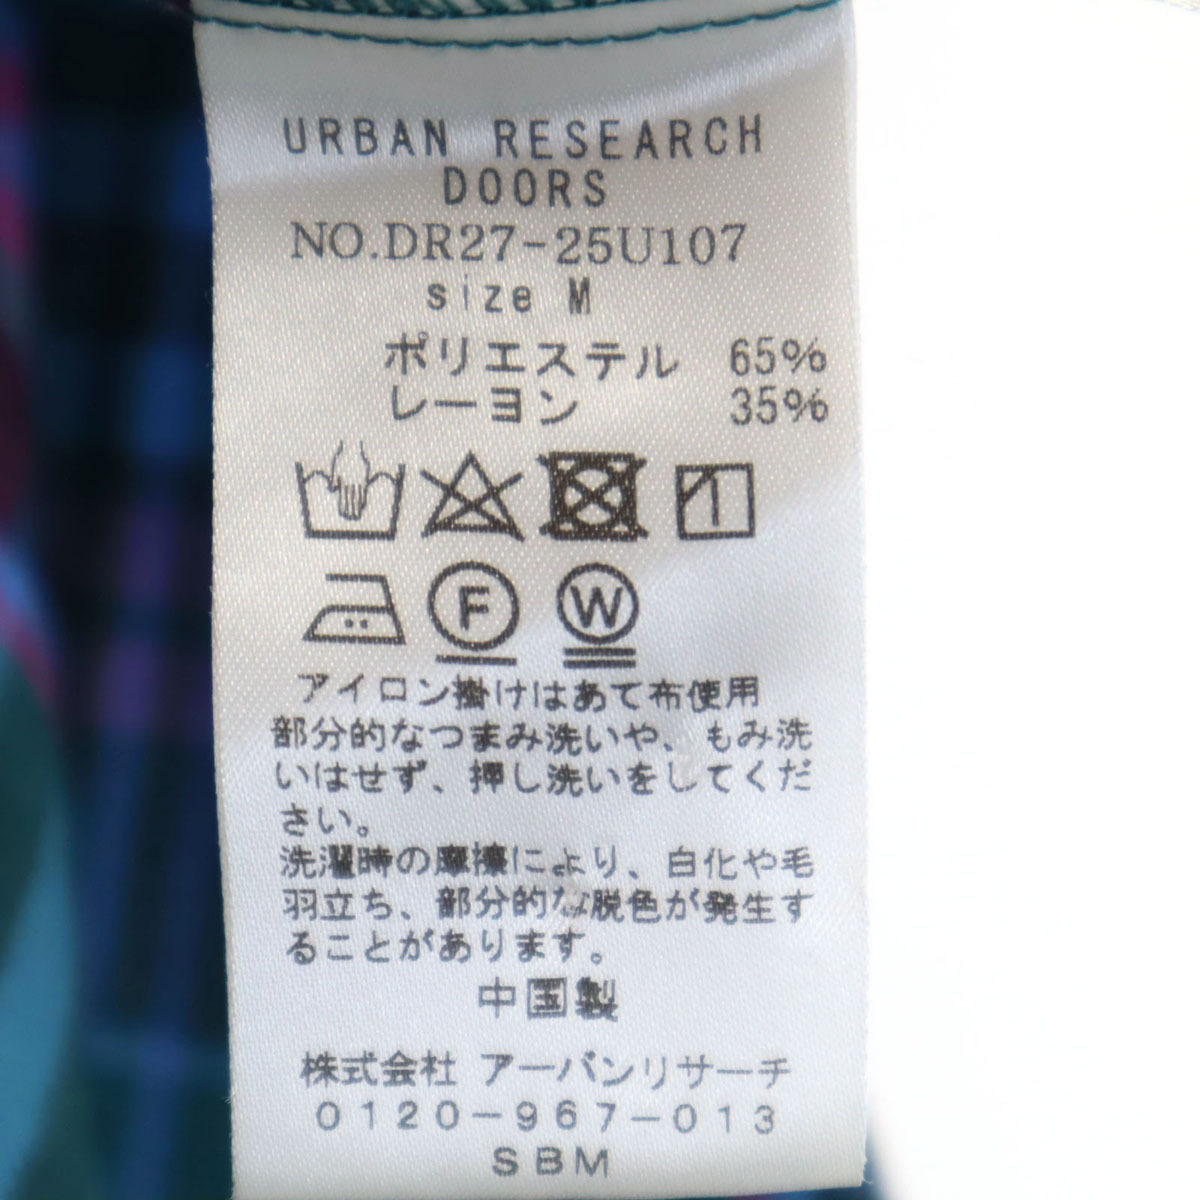 URBAN RESEARCH
DOORS
NO.DR27-25U107
size M
ポリエステル 65%
レーヨン 35%
F W
アイロン掛けはあて布使用
部分的なつまみ洗いや、もみ洗
いはせず、押し洗いをしてくだ
さい。
洗濯時の摩擦により、白化や毛
羽立ち、部分的な脱色が発生す
ることがあります。
中国製
株式会社 アーバンリサーチ
0120-967-013
SBM